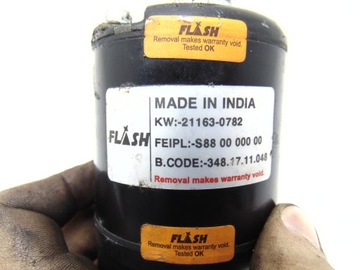 FLASH
Removal makes warranty void.
Tested OK
MADE IN INDIA
KW:-21163-0782
FLASH
FEIPL:-S88 00 000 00
B.CODE:-348.17.11.048
Removal makes warranty void.
FLASH
Removal makes warranty void.
Tested OK